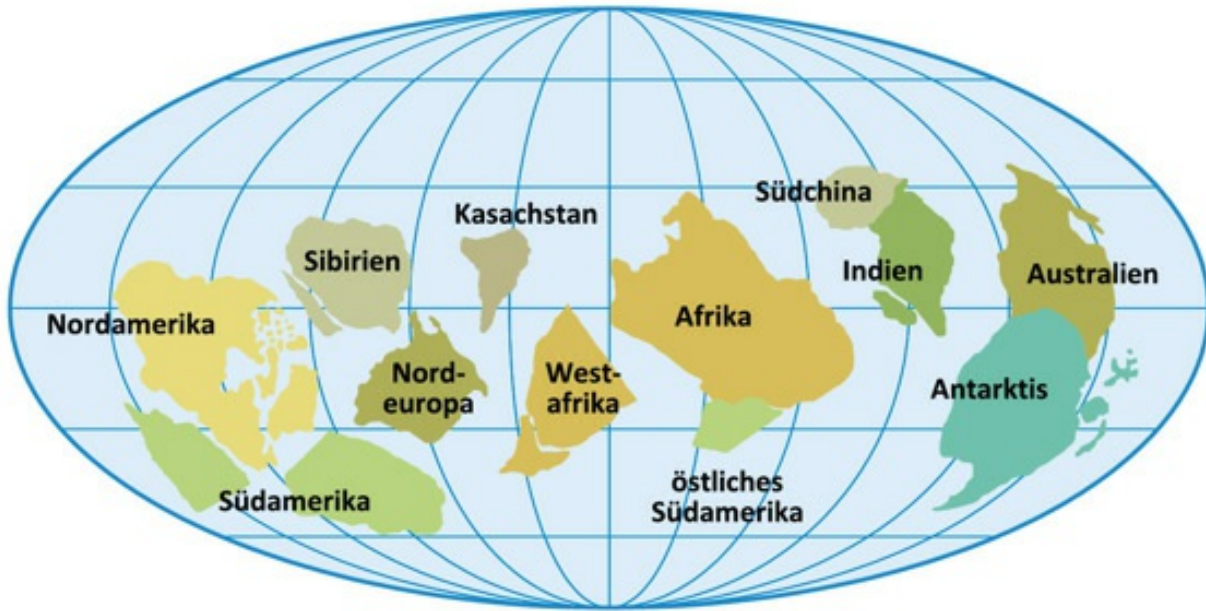 Südchina
Kasachstan
Sibirien
Indien
Australien
Nordamerika
Afrika
Nord-
europa
West-
afrika
Antarktis
Südamerika
östliches
Südamerika